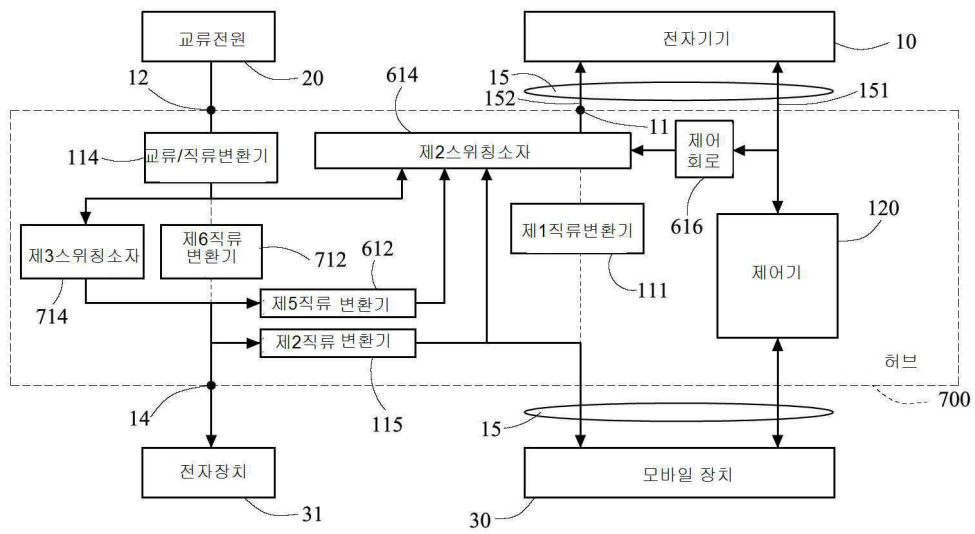 교류전원
20
전자기기
10
12
614
15
152
151
11
114
교류/직류변환기
제2스위칭소자
제어
회로
616
120
제3스위칭소자
714
제6직류
변환기
712
612
제1직류변환기
111
제어기
제5직류 변환기
제2직류 변환기
115
허브
700
14
15
전자장치
31
모바일 장치
30